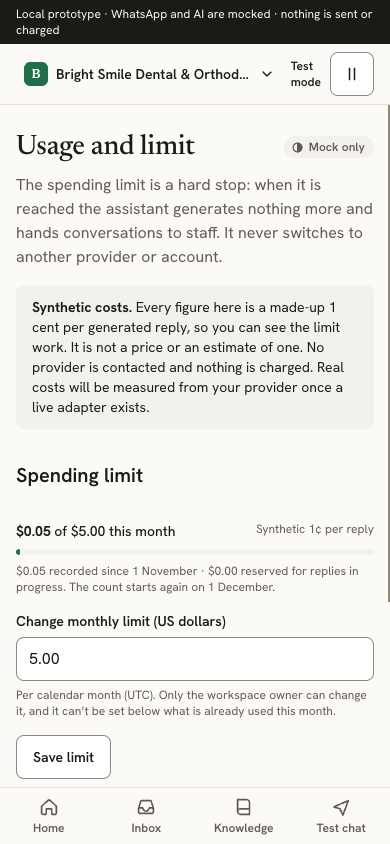 Local prototype · WhatsApp and AI are mocked · nothing is sent or
charged
B
Bright Smile Dental & Orthod...
Test
mode
Usage and limit
Mock only
The spending limit is a hard stop: when it is
reached the assistant generates nothing more and
hands conversations to staff. It never switches to
another provider or account.
Synthetic costs. Every figure here is a made-up 1
cent per generated reply, so you can see the limit
work. It is not a price or an estimate of one. No
provider is contacted and nothing is charged. Real
costs will be measured from your provider once a
live adapter exists.
Spending limit
$0.05 of $5.00 this month
Synthetic 1¢ per reply
$0.05 recorded since 1 November · $0.00 reserved for replies in
progress. The count starts again on 1 December.
Change monthly limit (US dollars)
5.00
Per calendar month (UTC). Only the workspace owner can change
it, and it can’t be set below what is already used this month.
Save limit
Home
Inbox
Knowledge
Test chat